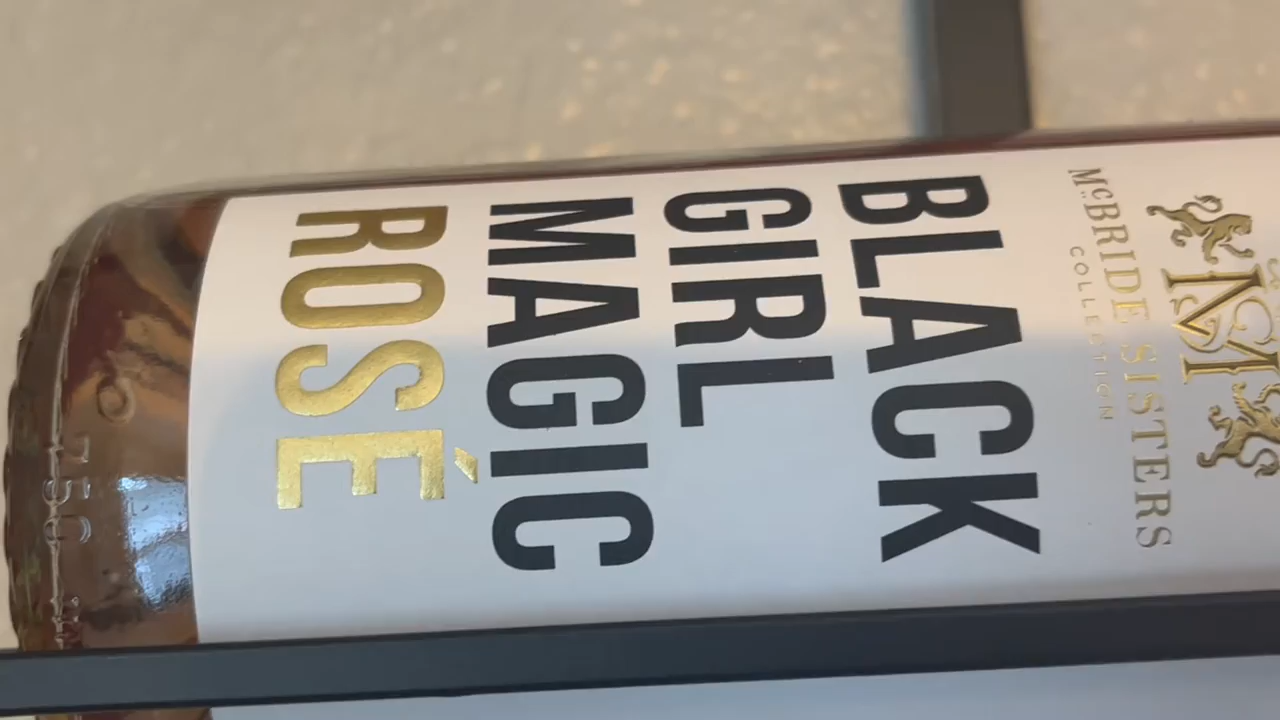 M
McBRIDE SISTERS
COLLECTION
BLACK
GIRL
MAGIC
ROSÉ